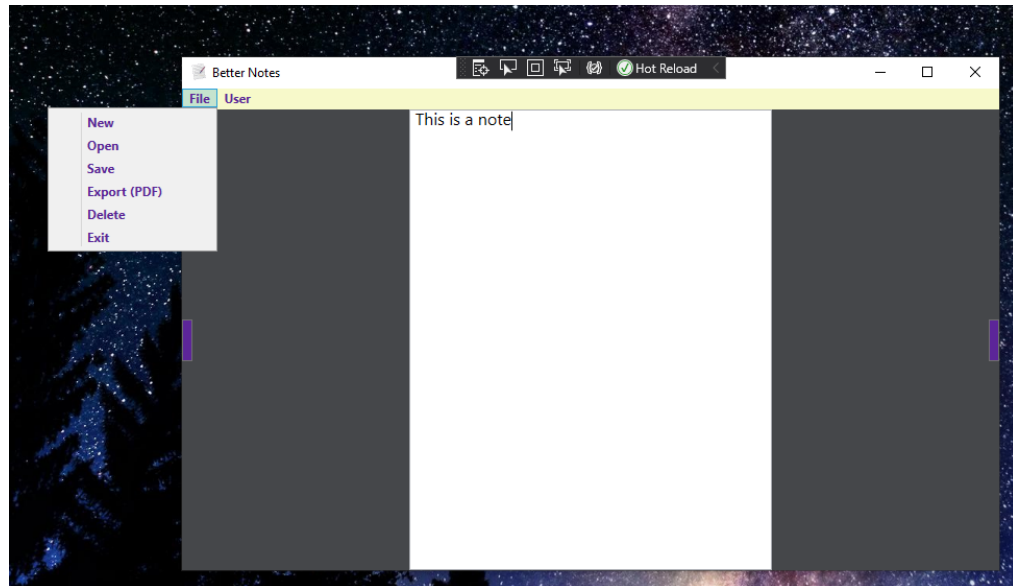 Better Notes
Hot Reload
File User
New
Open
Save
Export (PDF)
Delete
Exit
This is a note